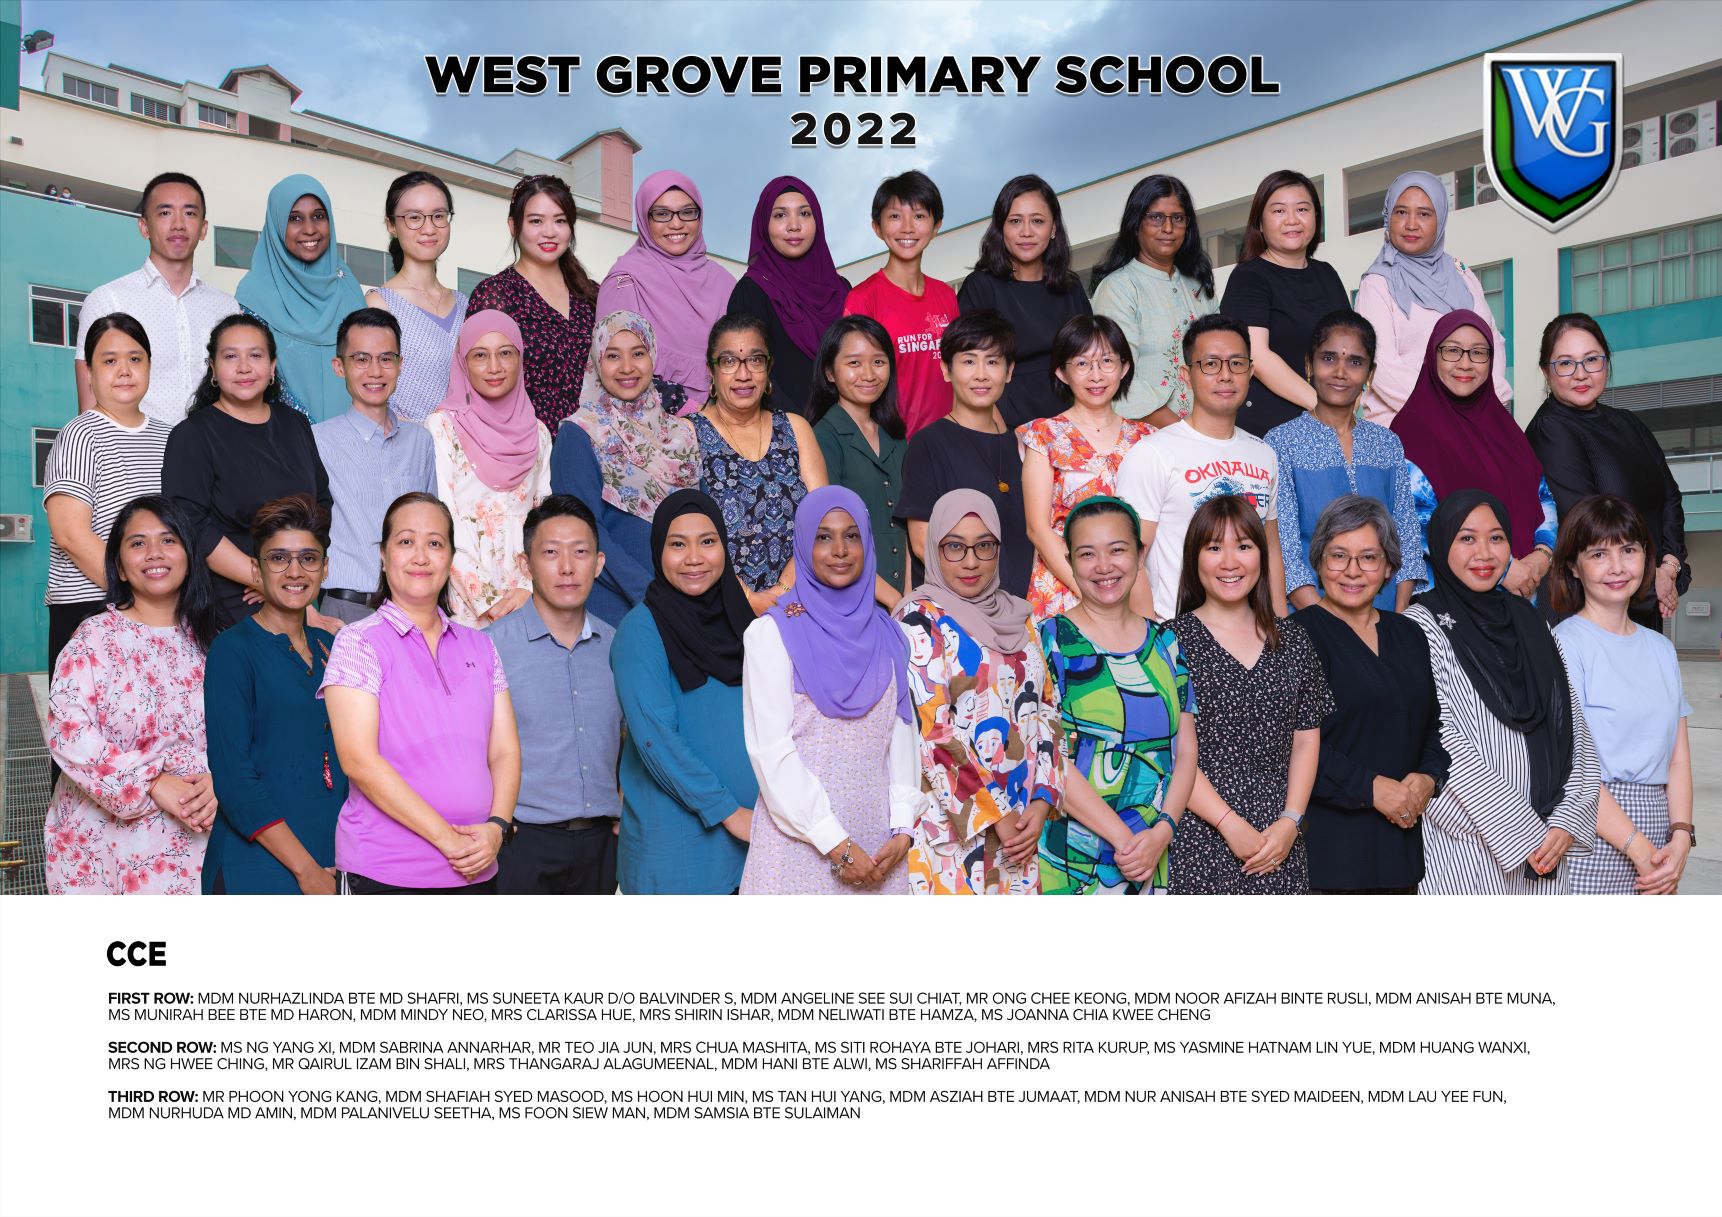 WEST GROVE PRIMARY SCHOOL
2022
WG
RUN FOR
OKINAWA
CCE
FIRST ROW: MDM NURHAZLINDA BTE MD SHAFRI, MS SUNEETA KAUR D/O BALVINDER S, MDM ANGELINE SEE SUI CHIAT, MR ONG CHEE KEONG, MDM NOOR AFIZAH BINTE RUSLI, MDM ANISAH BTE MUNA,
MS MUNIRAH BEE BTE MD HARON, MDM MINDY NEO, MRS CLARISSA HUE, MRS SHIRIN ISHAR, MDM NELIWATI BTE HAMZA, MS JOANNA CHIA KWEE CHENG
SECOND ROW: MS NG YANG XI, MDM SABRINA ANNARHAR, MR TEO JIA JUN, MRS CHUA MASHITA, MS SITI ROHAYA BTE JOHARI, MRS RITA KURUP, MS YASMINE HATNAM LIN YUE, MDM HUANG WANXI,
MRS NG HWEE CHING, MR QAIRUL IZAM BIN SHALI, MRS THANGARAJ ALAGUMEENAL, MDM HANI BTE ALWI, MS SHARIFFAH AFFINDA
THIRD ROW: MR PHOON YONG KANG, MDM SHAFIAH SYED MASOOD, MS HOON HUI MIN, MS TAN HUI YANG, MDM ASZIAH BTE JUMAAT, MDM NUR ANISAH BTE SYED MAIDEEN, MDM LAU YEE FUN,
MDM NURHUDA MD AMIN, MDM PALANIVELU SEETHA, MS FOON SIEW MAN, MDM SAMSIA BTE SULAIMAN